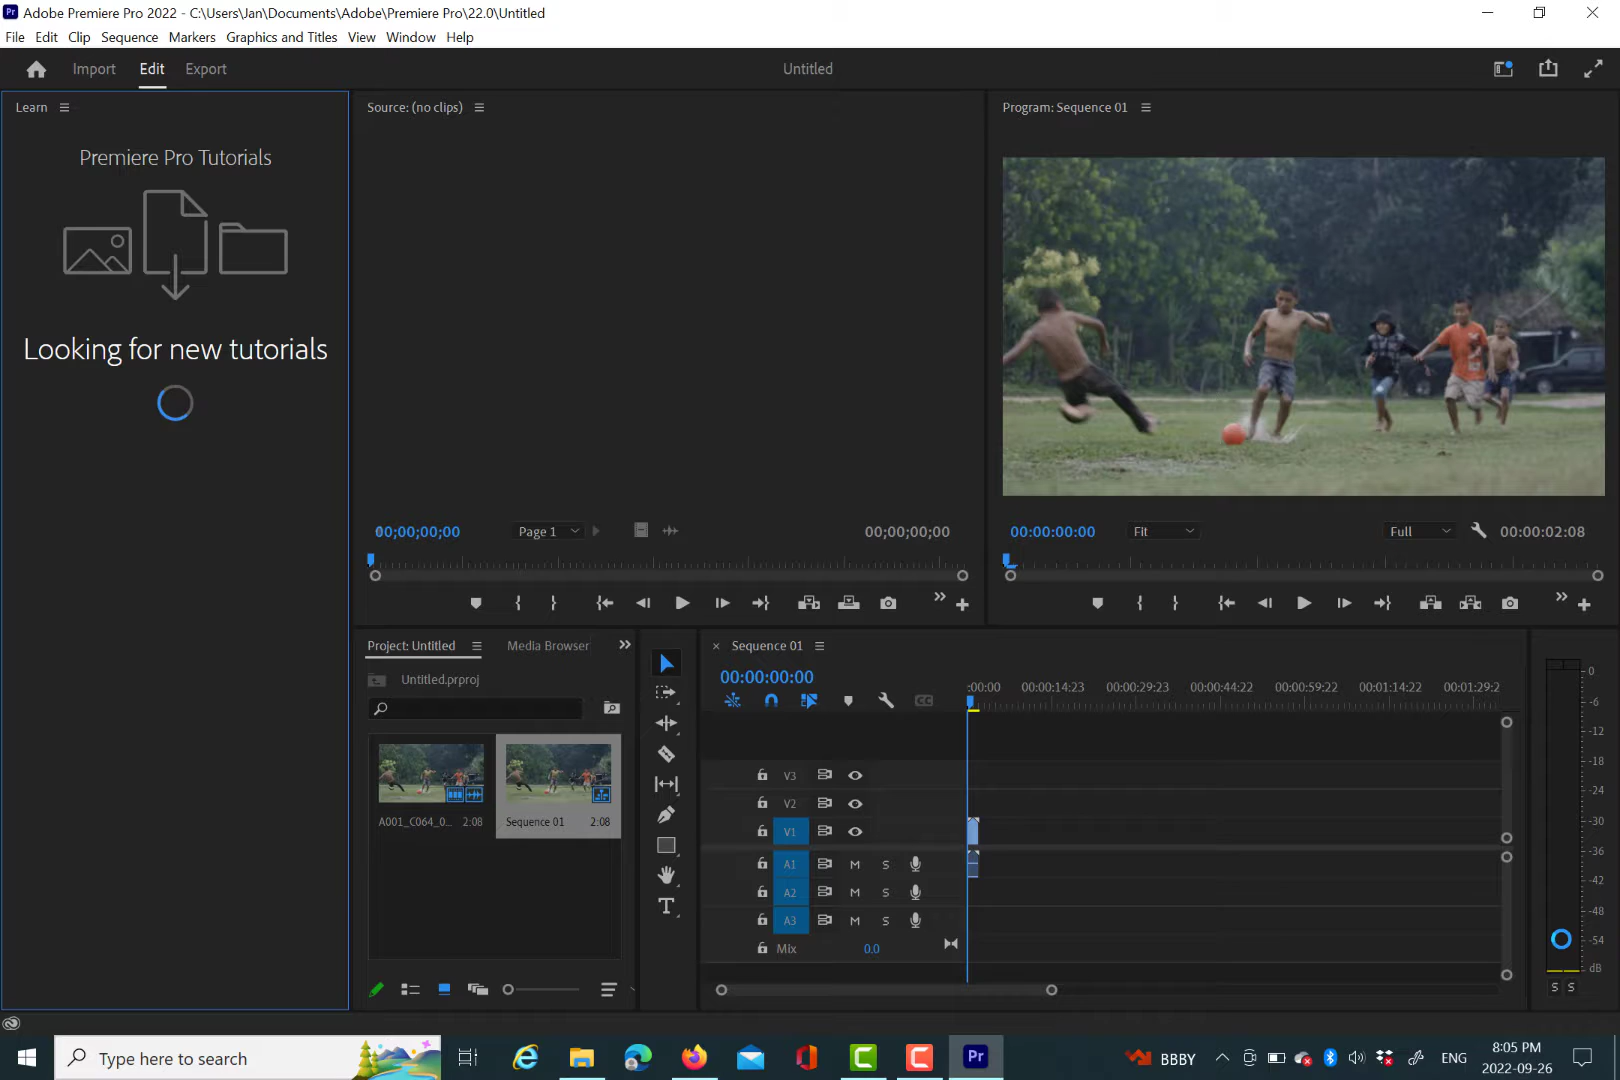 Pr Adobe Premiere Pro 2022 - C:\Users\Jan\Documents\Adobe\Premiere Pro\22.0\Untitled
File Edit Clip Sequence Markers Graphics and Titles View Window Help
Import Edit Export Untitled
Learn
Premiere Pro Tutorials
Looking for new tutorials
Source: (no clips)
00;00;00;00 Page 1 00;00;00;00
Program: Sequence 01
00:00:00:00 Fit Full 00:00:02:08
Project: Untitled Media Browser
Untitled.prproj
A001_C064_0... 2:08
Sequence 01 2:08
T
× Sequence 01
00:00:00:00
:00:00 00:00:14:23 00:00:29:23 00:00:44:22 00:00:59:22 00:01:14:22 00:01:29:2
CC
V3
V2
V1
A1 M S
A2 M S
A3 M S
Mix 0.0
0
-6
-12
-18
-24
-30
-36
-42
-48
-54
dB
S S
Type here to search
Pr
BBBY
ENG
8:05 PM
2022-09-26